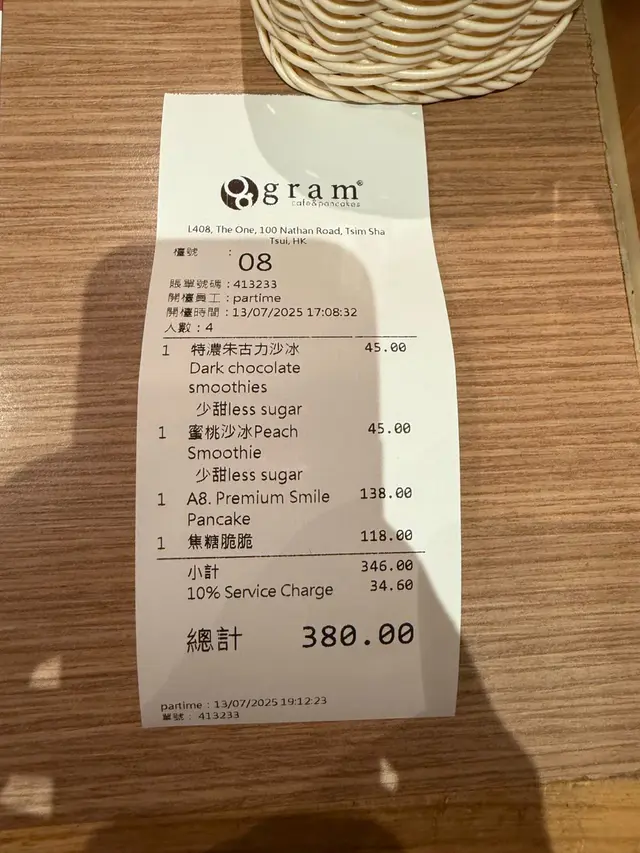 gram®
café&pancakes
L408, The One, 100 Nathan Road, Tsim Sha
Tsui, HK
檯號 :
08
賬單號碼 : 413233
開檯員工 : partime
開檯時間 : 13/07/2025 17:08:32
人數 : 4
1 特濃朱古力沙冰 45.00
Dark chocolate
smoothies
少甜less sugar
1 蜜桃沙冰Peach 45.00
Smoothie
少甜less sugar
1 A8. Premium Smile 138.00
Pancake
1 焦糖脆脆 118.00
小計 346.00
10% Service Charge 34.60
總計 380.00
partime : 13/07/2025 19:12:23
單號 : 413233